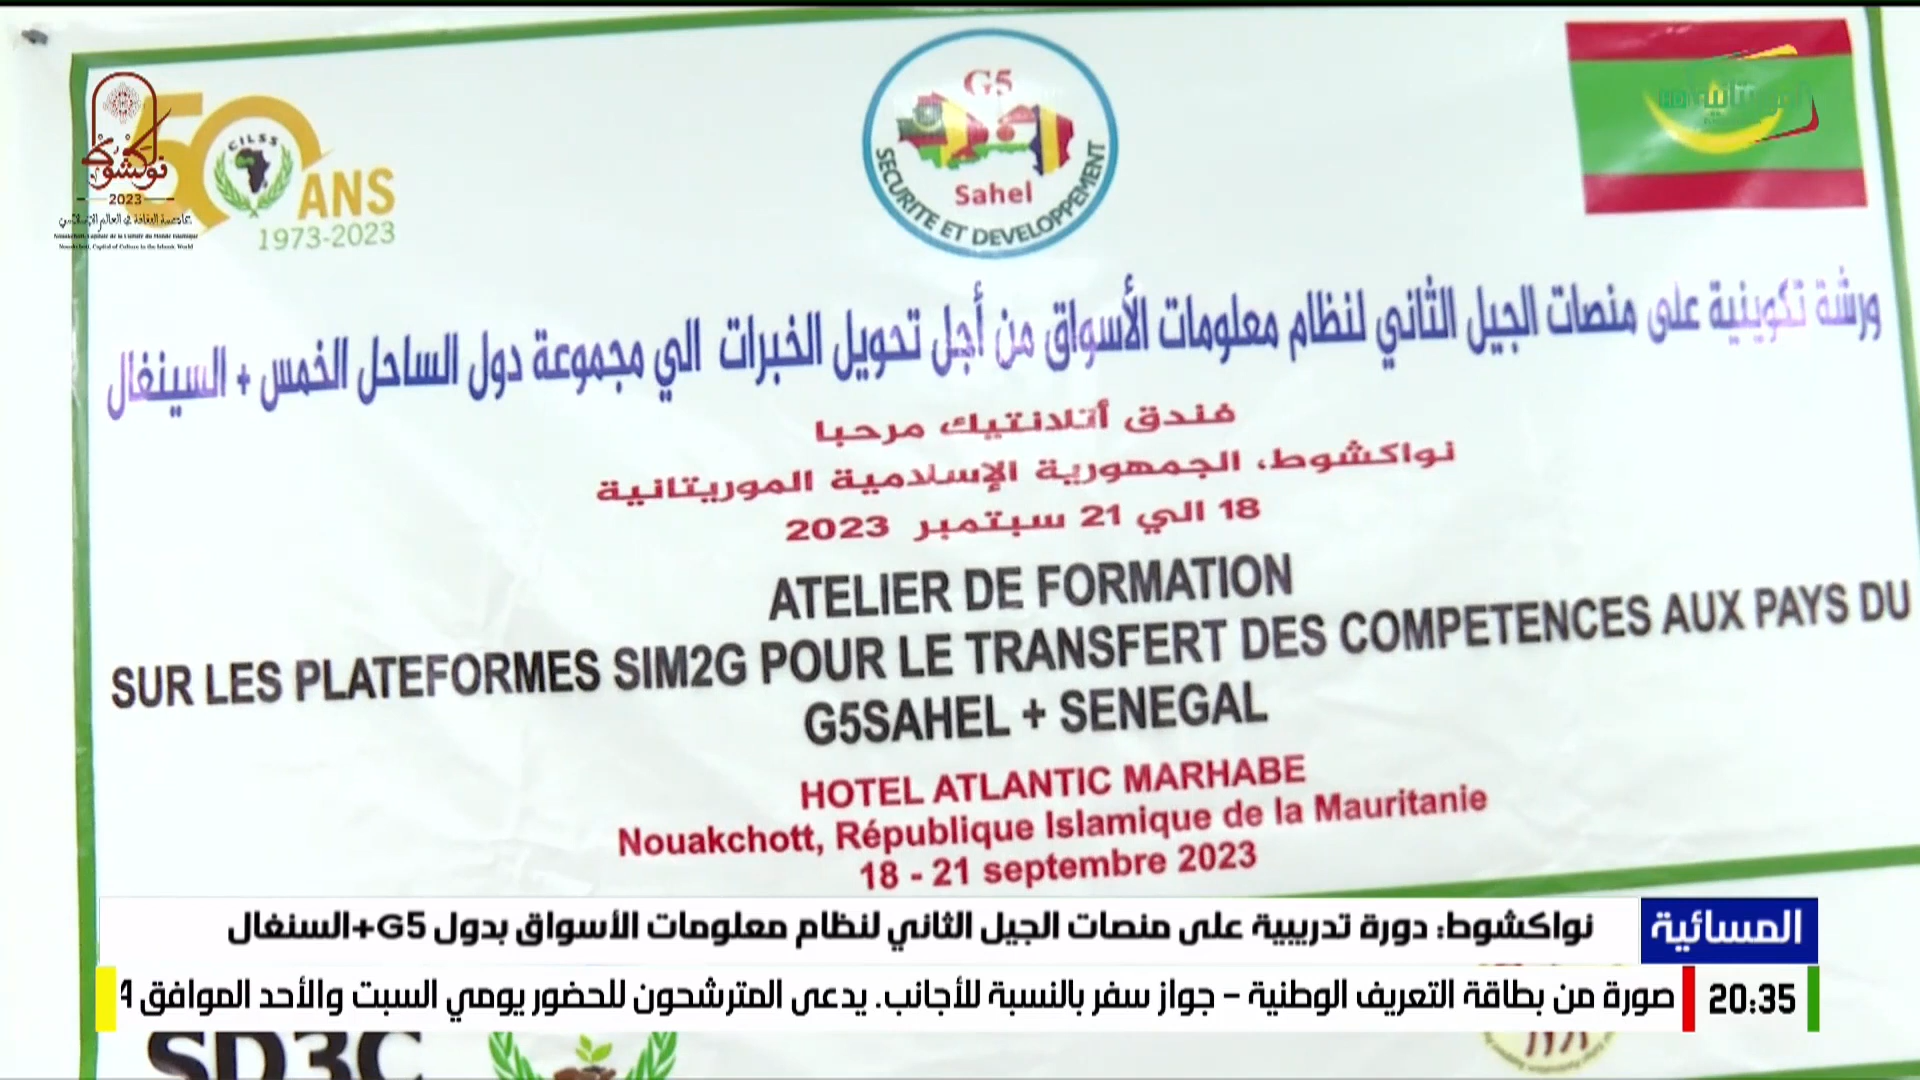 50 ANS
CILSS
1973-2023
نواكشوط
2023
G5
Sahel
SECURITE ET DEVELOPPEMENT
الموريتانية
HD
ورشة تكوينية على منصات الجيل الثاني لنظام معلومات الأسواق من أجل تحويل الخبرات الي مجموعة دول الساحل الخمس + السينغال
فندق أتلانتيك مرحبا
نواكشوط، الجمهورية الإسلامية الموريتانية
18 الي 21 سبتمبر 2023
ATELIER DE FORMATION
SUR LES PLATEFORMES SIM2G POUR LE TRANSFERT DES COMPETENCES AUX PAYS DU
G5SAHEL + SENEGAL
HOTEL ATLANTIC MARHABE
Nouakchott, République Islamique de la Mauritanie
18 - 21 septembre 2023
المسائية
نواكشوط: دورة تدريبية على منصات الجيل الثاني لنظام معلومات الأسواق بدول G5+السنغال
20:35
صورة من بطاقة التعريف الوطنية – جواز سفر بالنسبة للأجانب. يدعى المترشحون للحضور يومي السبت والأحد الموافق
SD3C